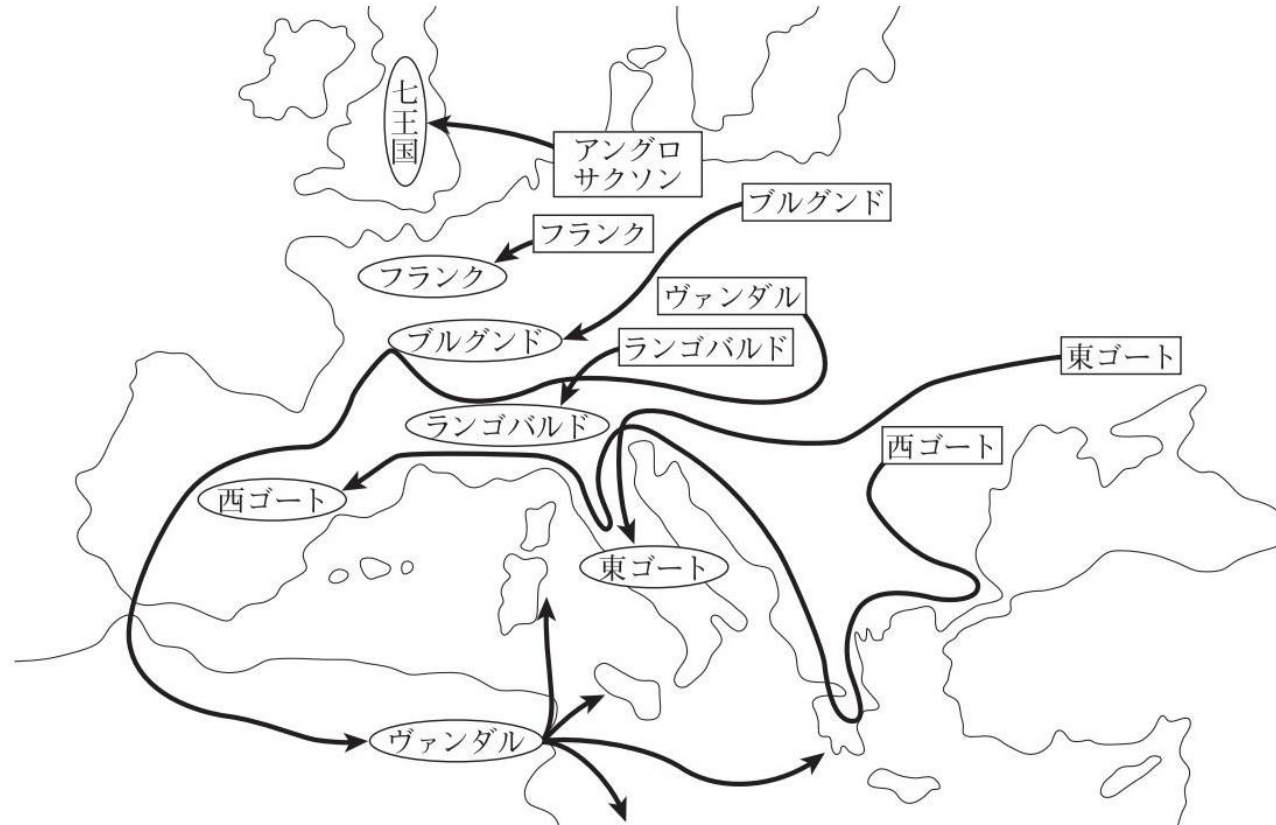 七王国
アングロ
サクソン
ブルグンド
フランク
フランク
ヴァンダル
ブルグンド
ランゴバルド
東ゴート
ランゴバルド
西ゴート
西ゴート
東ゴート
ヴァンダル